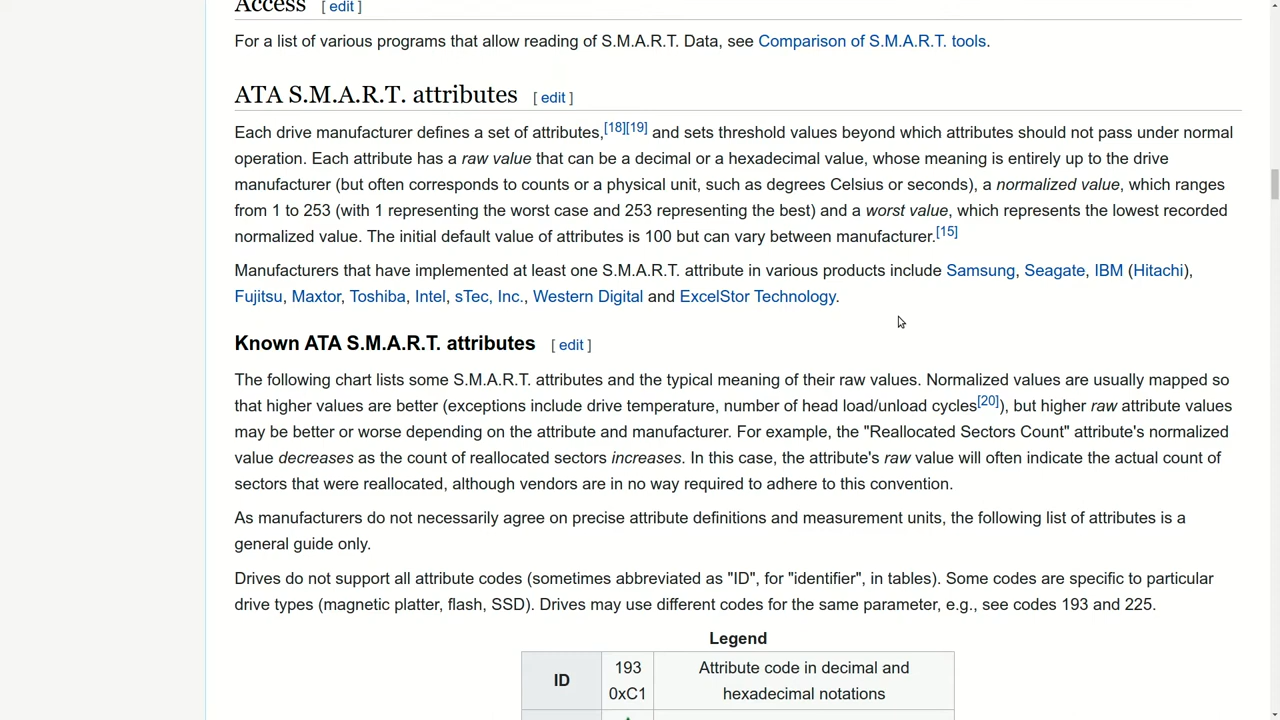 Access [ edit ]
For a list of various programs that allow reading of S.M.A.R.T. Data, see Comparison of S.M.A.R.T. tools.
ATA S.M.A.R.T. attributes [ edit ]
Each drive manufacturer defines a set of attributes,[18][19] and sets threshold values beyond which attributes should not pass under normal
operation. Each attribute has a raw value that can be a decimal or a hexadecimal value, whose meaning is entirely up to the drive
manufacturer (but often corresponds to counts or a physical unit, such as degrees Celsius or seconds), a normalized value, which ranges
from 1 to 253 (with 1 representing the worst case and 253 representing the best) and a worst value, which represents the lowest recorded
normalized value. The initial default value of attributes is 100 but can vary between manufacturer.[15]
Manufacturers that have implemented at least one S.M.A.R.T. attribute in various products include Samsung, Seagate, IBM (Hitachi),
Fujitsu, Maxtor, Toshiba, Intel, sTec, Inc., Western Digital and ExcelStor Technology.
Known ATA S.M.A.R.T. attributes [ edit ]
The following chart lists some S.M.A.R.T. attributes and the typical meaning of their raw values. Normalized values are usually mapped so
that higher values are better (exceptions include drive temperature, number of head load/unload cycles[20]), but higher raw attribute values
may be better or worse depending on the attribute and manufacturer. For example, the "Reallocated Sectors Count" attribute's normalized
value decreases as the count of reallocated sectors increases. In this case, the attribute's raw value will often indicate the actual count of
sectors that were reallocated, although vendors are in no way required to adhere to this convention.
As manufacturers do not necessarily agree on precise attribute definitions and measurement units, the following list of attributes is a
general guide only.
Drives do not support all attribute codes (sometimes abbreviated as "ID", for "identifier", in tables). Some codes are specific to particular
drive types (magnetic platter, flash, SSD). Drives may use different codes for the same parameter, e.g., see codes 193 and 225.
Legend
ID
193
0xC1
Attribute code in decimal and
hexadecimal notations